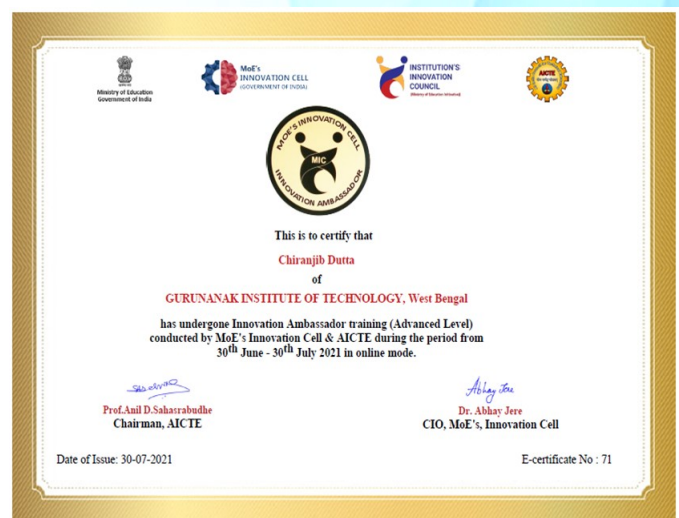 Ministry of Education
Government of India
MoE's
INNOVATION CELL
(GOVERNMENT OF INDIA)
INSTITUTION'S
INNOVATION
COUNCIL
(Ministry of Education Initiative)
AICTE
MOE'S INNOVATION CELL
MIC
INNOVATION AMBASSADOR
This is to certify that
Chiranjib Dutta
of
GURUNANAK INSTITUTE OF TECHNOLOGY, West Bengal
has undergone Innovation Ambassador training (Advanced Level)
conducted by MoE's Innovation Cell & AICTE during the period from
30th June - 30th July 2021 in online mode.
Abhay Jere
Prof.Anil D.Sahasrabudhe
Chairman, AICTE
Dr. Abhay Jere
CIO, MoE's, Innovation Cell
Date of Issue: 30-07-2021
E-certificate No : 71